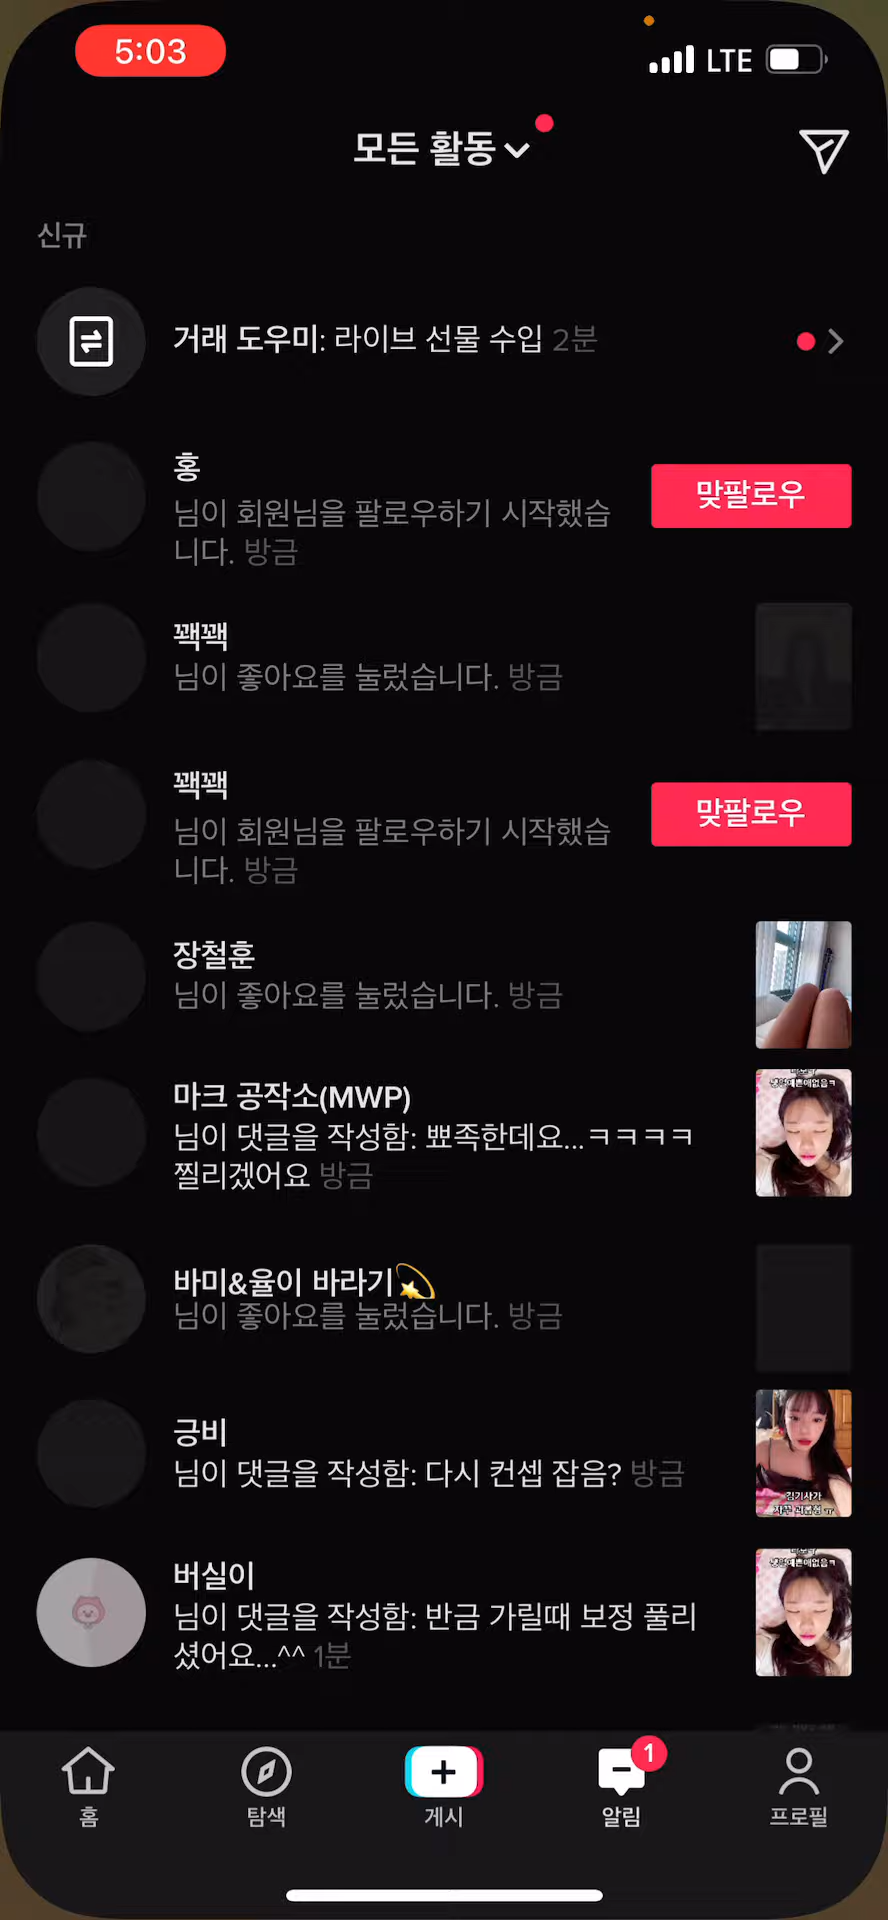 5:03
LTE
모든 활동
신규
거래 도우미: 라이브 선물 수입 2분
홍
님이 회원님을 팔로우하기 시작했습
니다. 방금
맞팔로우
꽥꽥
님이 좋아요를 눌렀습니다. 방금
꽥꽥
님이 회원님을 팔로우하기 시작했습
니다. 방금
맞팔로우
장철훈
님이 좋아요를 눌렀습니다. 방금
마크 공작소(MWP)
님이 댓글을 작성함: 뾰족한데요...ㅋㅋㅋㅋ
찔리겠어요 방금
바미&율이 바라기💫
님이 좋아요를 눌렀습니다. 방금
긍비
님이 댓글을 작성함: 다시 컨셉 잡음? 방금
김기사가
버실이
님이 댓글을 작성함: 반금 가릴때 보정 풀리
셨어요...^^ 1분
홈
탐색
게시
1
알림
프로필